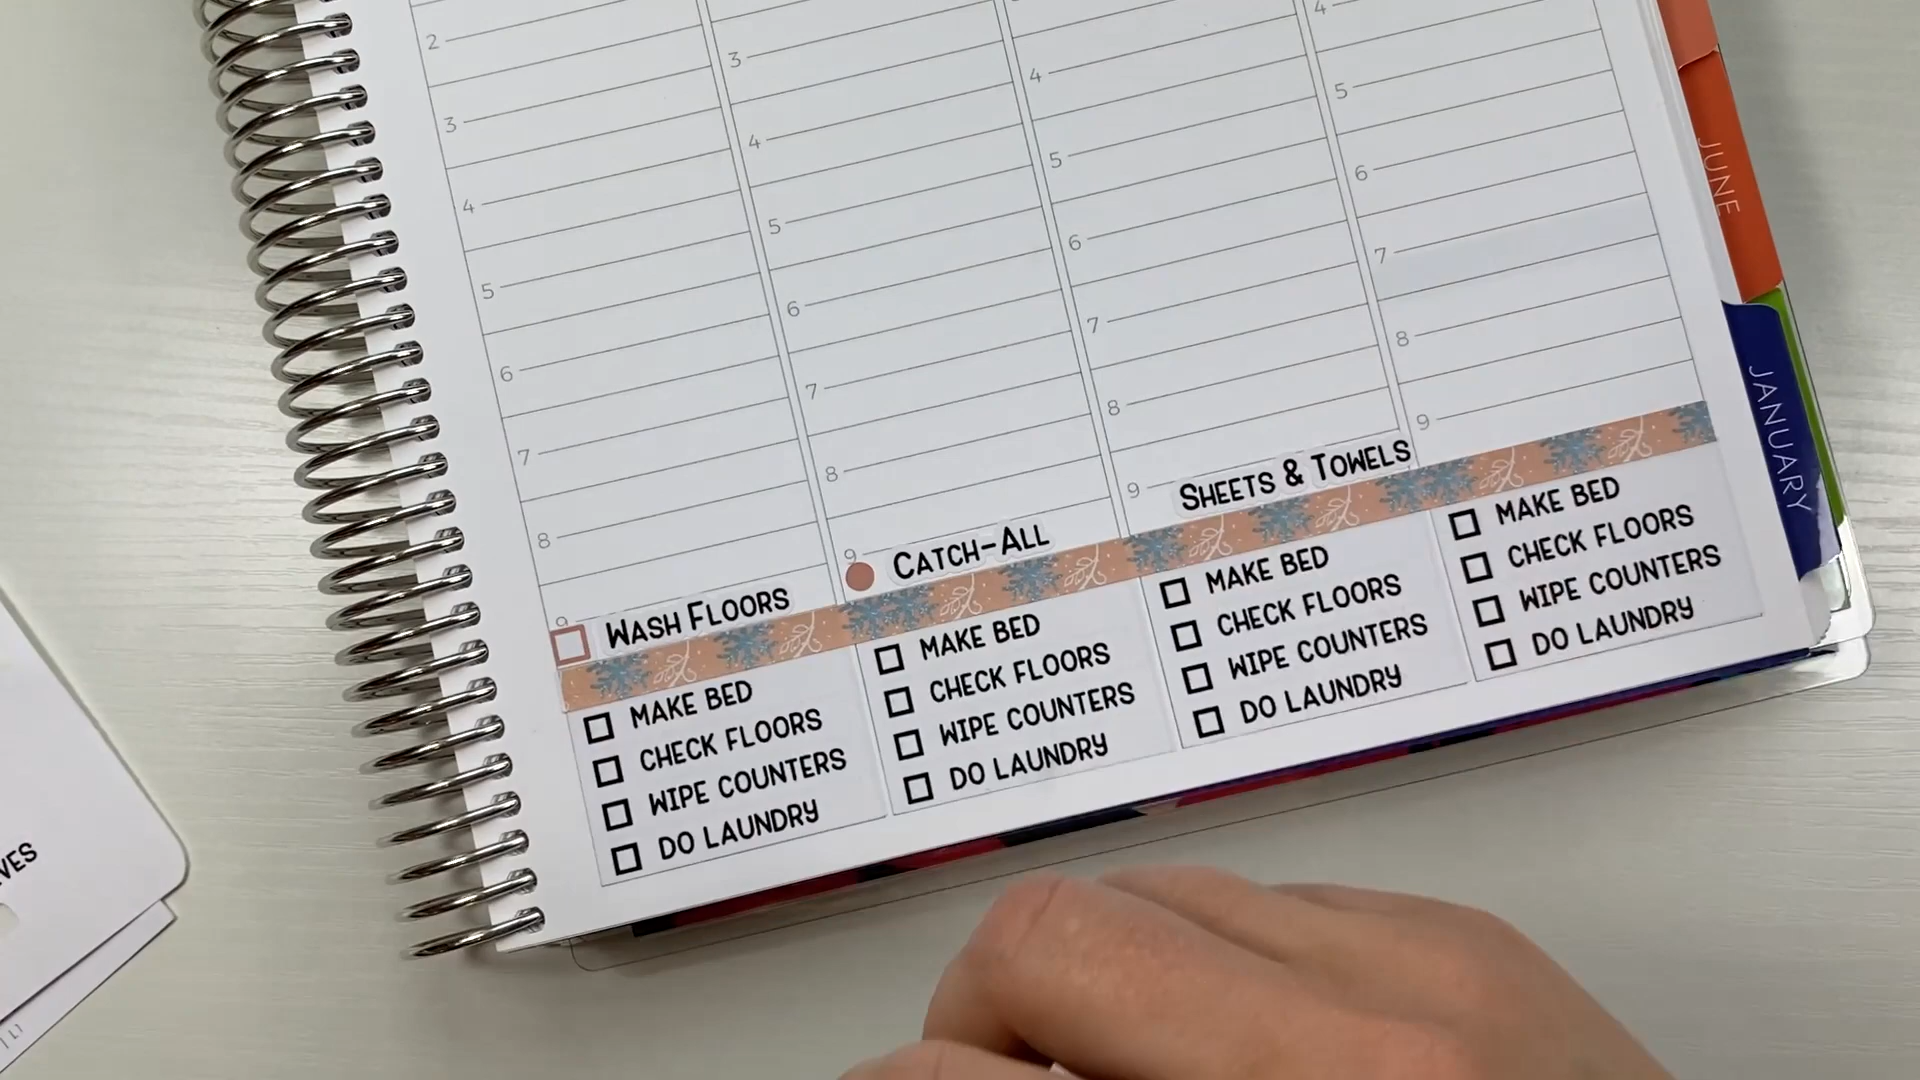 2
3
4
5
6
7
8
9
WASH FLOORS
MAKE BED
CHECK FLOORS
WIPE COUNTERS
DO LAUNDRY
3
4
5
6
7
8
9
CATCH-ALL
MAKE BED
CHECK FLOORS
WIPE COUNTERS
DO LAUNDRY
4
5
6
7
8
9
SHEETS & TOWELS
MAKE BED
CHECK FLOORS
WIPE COUNTERS
DO LAUNDRY
4
5
6
7
8
9
MAKE BED
CHECK FLOORS
WIPE COUNTERS
DO LAUNDRY
JUNE
JANUARY